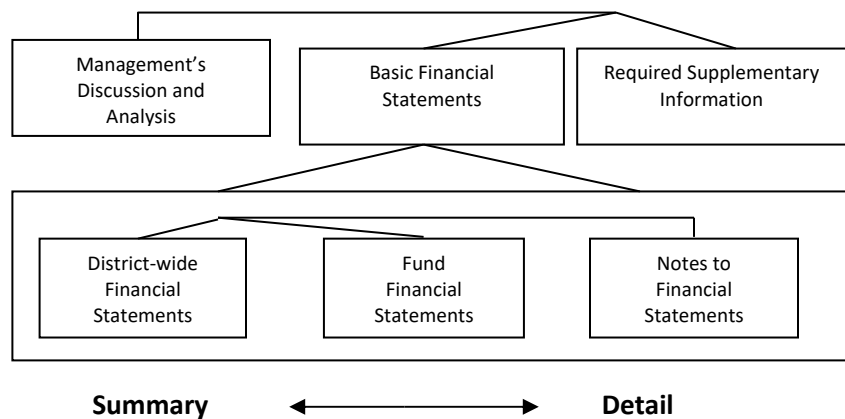 Management’s
Discussion and
Analysis
Basic Financial
Statements
Required Supplementary
Information
District-wide
Financial
Statements
Fund
Financial
Statements
Notes to
Financial
Statements
Summary
Detail